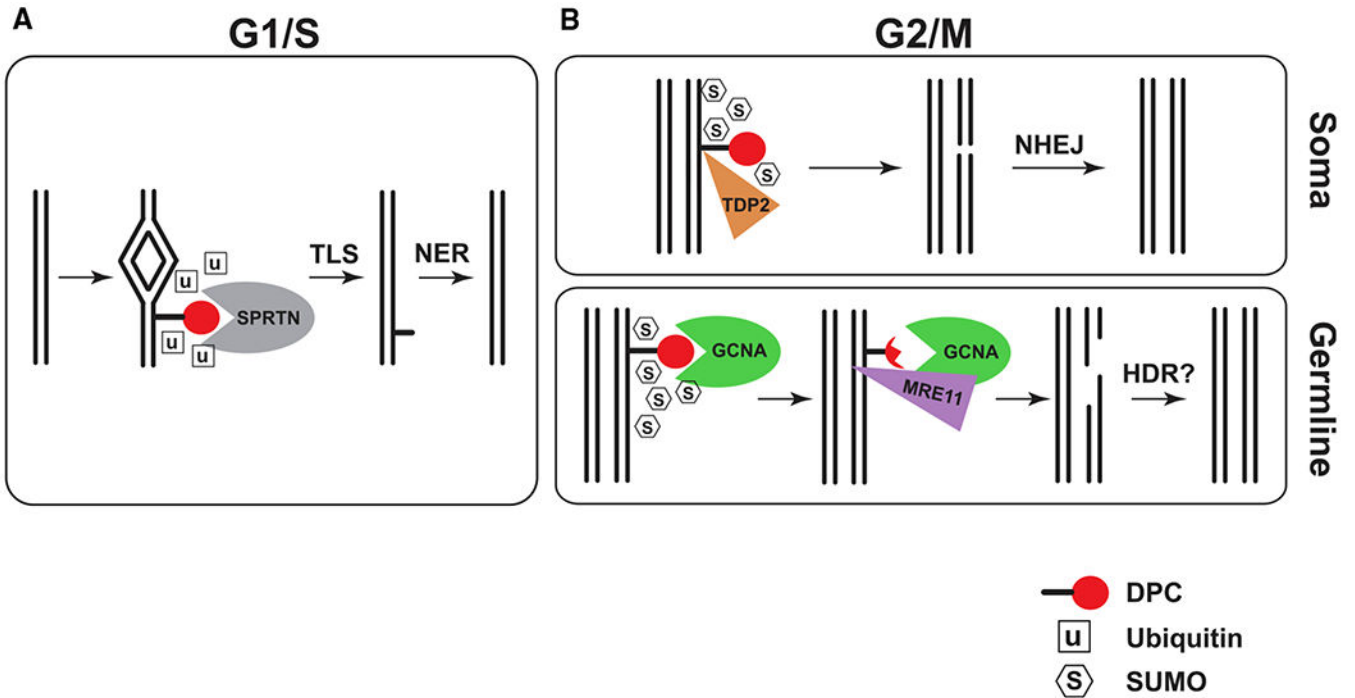 A
G1/S
u
u
SPRTN
u
u
TLS
NER
B
G2/M
S
S
S
S
TDP2
NHEJ
Soma
S
GCNA
S
S
S
S
GCNA
MRE11
HDR?
Germline
DPC
u Ubiquitin
S SUMO